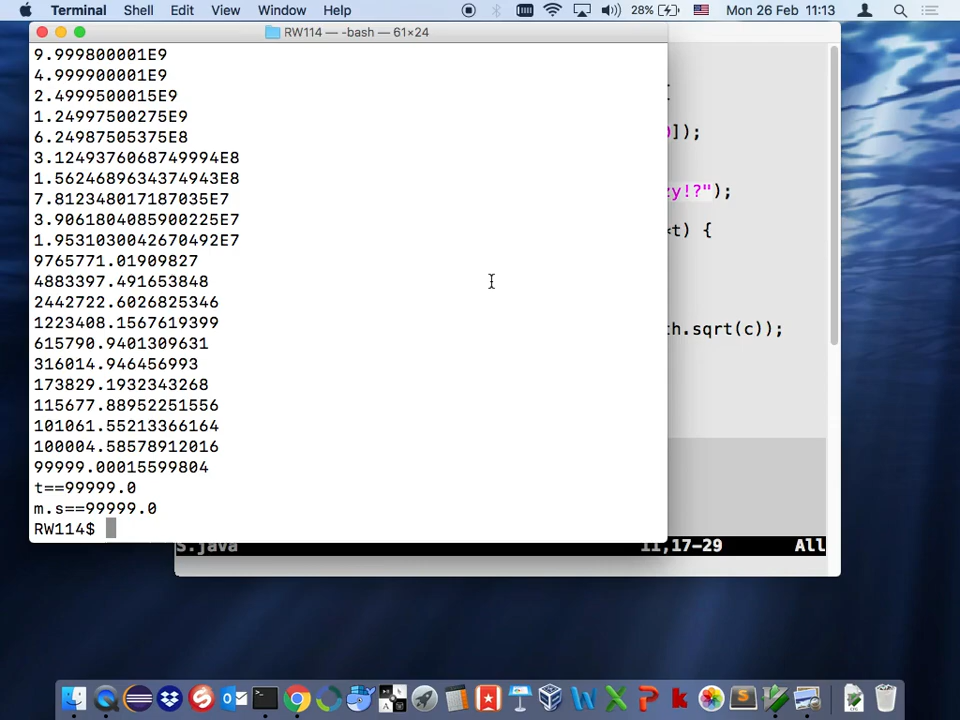 Terminal Shell Edit View Window Help 28% Mon 26 Feb 11:13
RW114 — -bash — 61×24
9.999800001E9
4.999900001E9
2.4999500015E9
1.24997500275E9
6.24987505375E8
3.1249376068749994E8
1.5624689634374943E8
7.812348017187035E7
3.9061804085900225E7
1.9531030042670492E7
9765771.01909827
4883397.491653848
2442722.6026825346
1223408.1567619399
615790.9401309631
316014.946456993
173829.1932343268
115677.88952251556
101061.55213366164
100004.58578912016
99999.00015599804
t==99999.0
m.s==99999.0
RW114$
]);
zy!?");
t) {
th.sqrt(c));
S.java 11,17-29 All